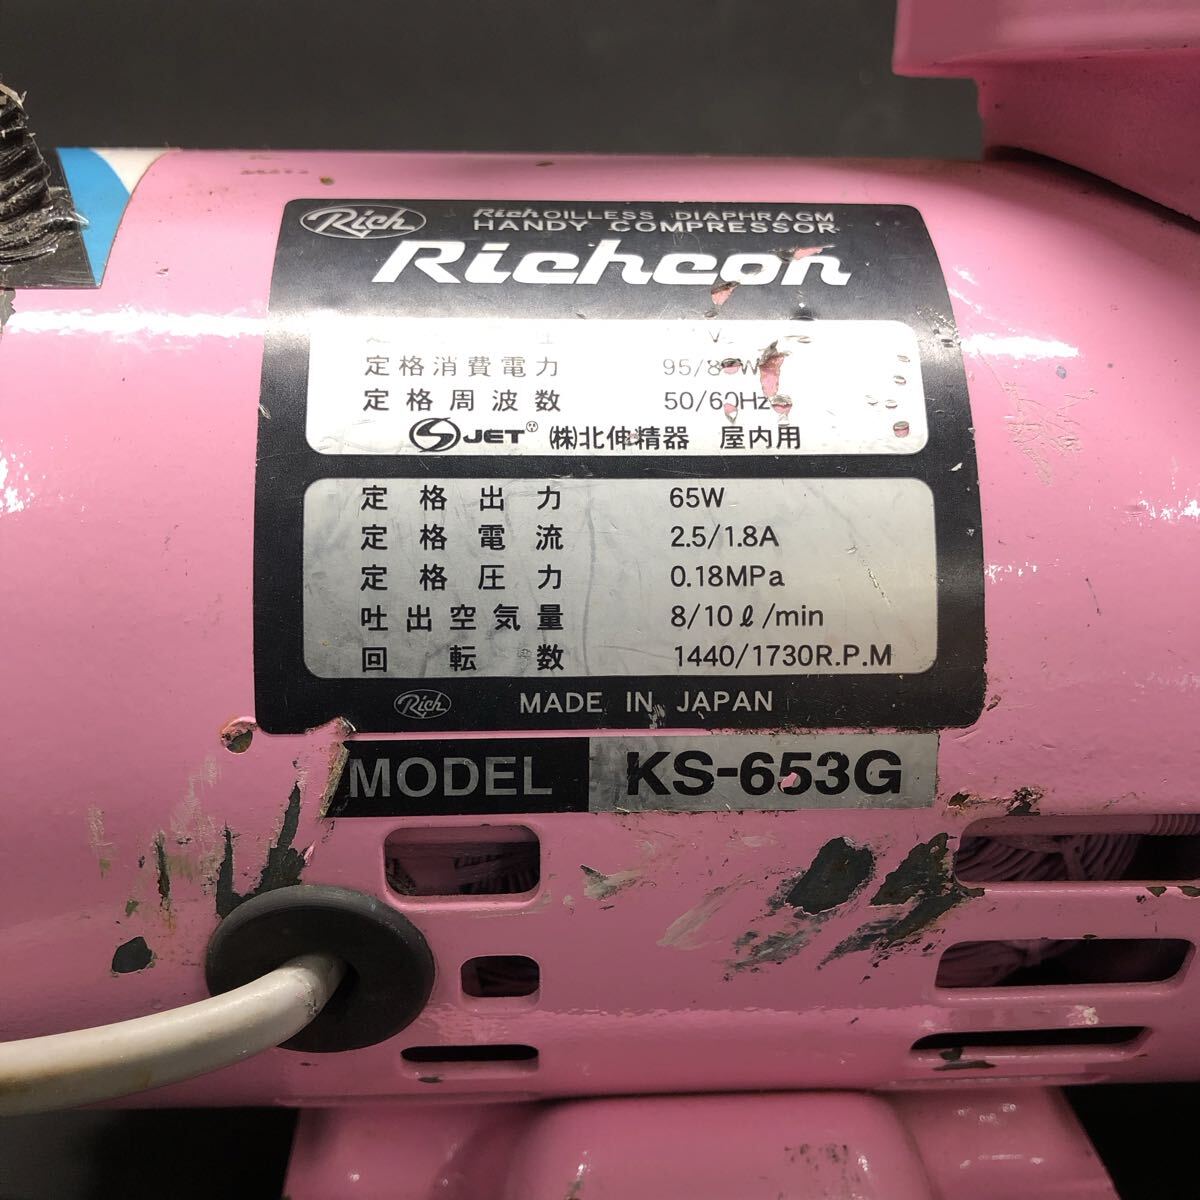 Rich
Rich OILLESS DIAPHRAGM
HANDY COMPRESSOR
Richcon
定格消費電力 95/8 W
定格周波数 50/60Hz
S JET (株)北伸精器 屋内用
定格出力 65W
定格電流 2.5/1.8A
定格圧力 0.18MPa
吐出空気量 8/10ℓ/min
回転数 1440/1730R.P.M
Rich MADE IN JAPAN
MODEL KS-653G